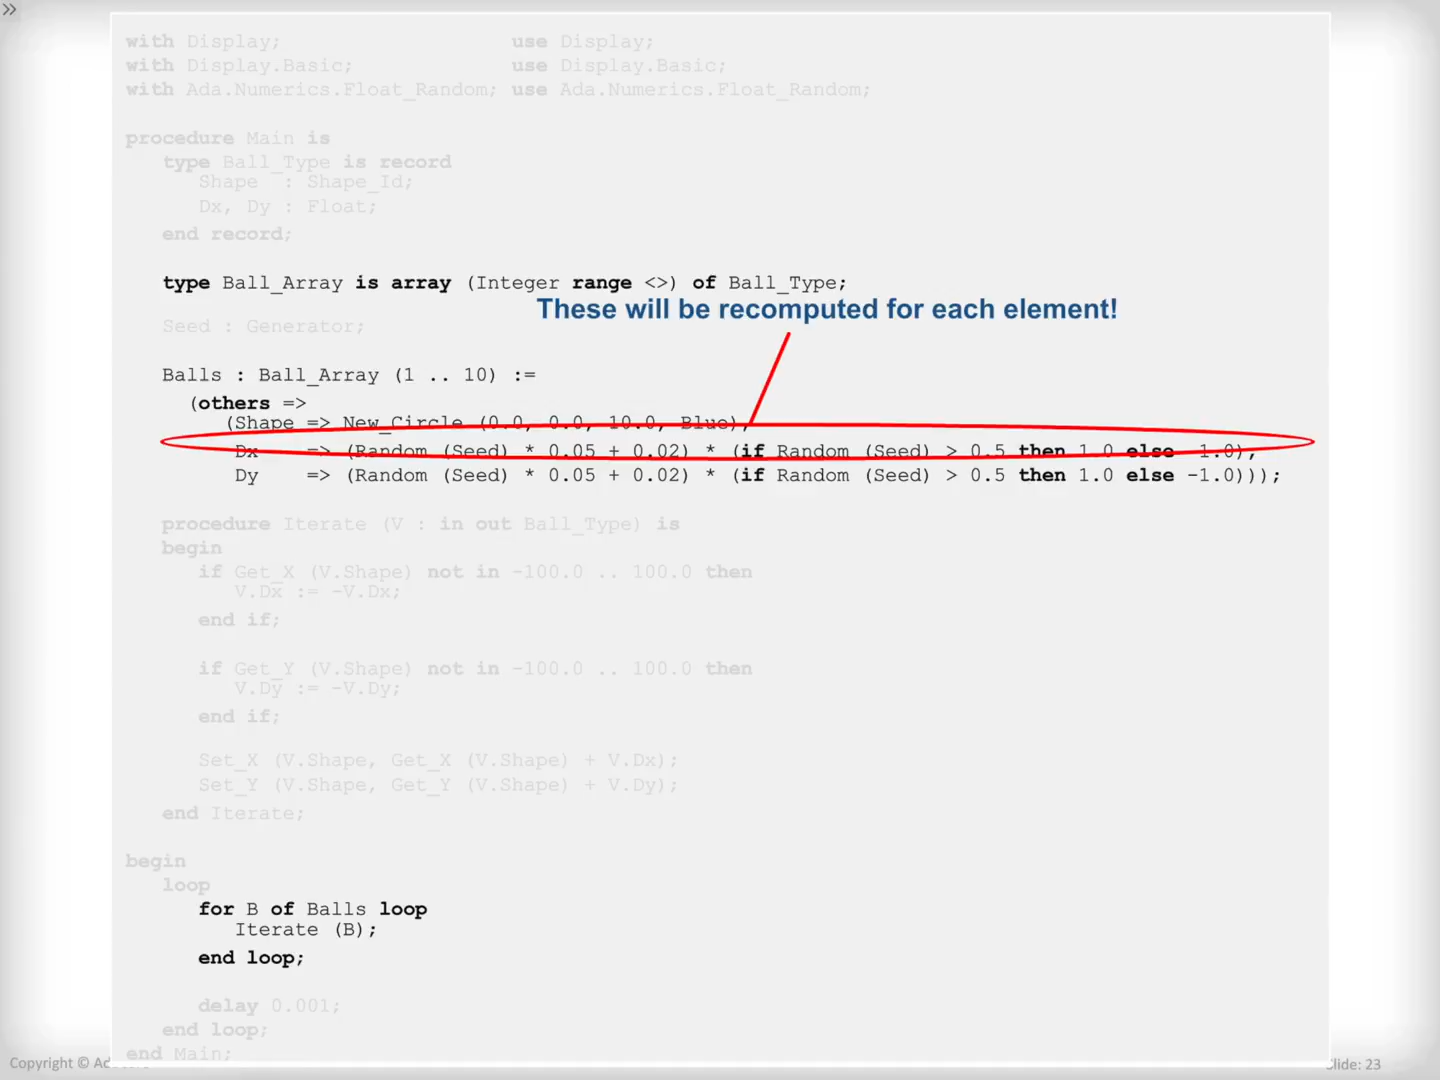 »
with Display;                   use Display;
with Display.Basic;             use Display.Basic;
with Ada.Numerics.Float_Random; use Ada.Numerics.Float_Random;
procedure Main is
   type Ball_Type is record
      Shape  : Shape_Id;
      Dx, Dy : Float;
   end record;
   type Ball_Array is array (Integer range <>) of Ball_Type;
These will be recomputed for each element!
   Seed : Generator;
   Balls : Ball_Array (1 .. 10) :=
     (others =>
        (Shape => New_Circle (0.0, 0.0, 10.0, Blue),
         Dx    => (Random (Seed) * 0.05 + 0.02) * (if Random (Seed) > 0.5 then 1.0 else -1.0),
         Dy    => (Random (Seed) * 0.05 + 0.02) * (if Random (Seed) > 0.5 then 1.0 else -1.0)));
   procedure Iterate (V : in out Ball_Type) is
   begin
      if Get_X (V.Shape) not in -100.0 .. 100.0 then
         V.Dx := -V.Dx;
      end if;
      if Get_Y (V.Shape) not in -100.0 .. 100.0 then
         V.Dy := -V.Dy;
      end if;
      Set_X (V.Shape, Get_X (V.Shape) + V.Dx);
      Set_Y (V.Shape, Get_Y (V.Shape) + V.Dy);
   end Iterate;
begin
   loop
      for B of Balls loop
         Iterate (B);
      end loop;
      delay 0.001;
   end loop;
end Main;
Copyright ©
Slide: 23